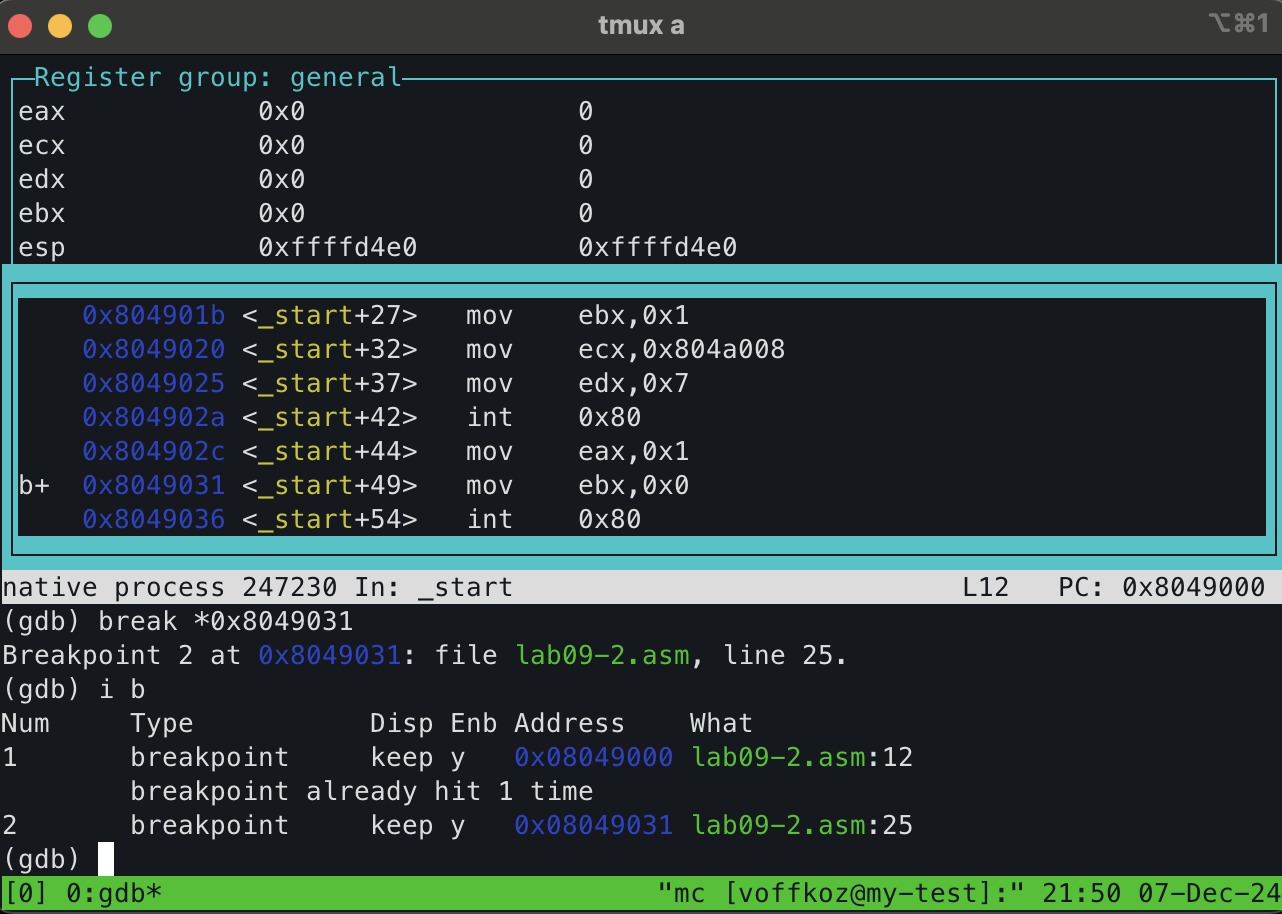 tmux a ⌥⌘1
Register group: general
eax 0x0 0
ecx 0x0 0
edx 0x0 0
ebx 0x0 0
esp 0xffffd4e0 0xffffd4e0
0x804901b <_start+27> mov ebx,0x1
0x8049020 <_start+32> mov ecx,0x804a008
0x8049025 <_start+37> mov edx,0x7
0x804902a <_start+42> int 0x80
0x804902c <_start+44> mov eax,0x1
b+ 0x8049031 <_start+49> mov ebx,0x0
0x8049036 <_start+54> int 0x80
native process 247230 In: _start L12 PC: 0x8049000
(gdb) break *0x8049031
Breakpoint 2 at 0x8049031: file lab09-2.asm, line 25.
(gdb) i b
Num Type Disp Enb Address What
1 breakpoint keep y 0x08049000 lab09-2.asm:12
breakpoint already hit 1 time
2 breakpoint keep y 0x08049031 lab09-2.asm:25
(gdb)
[0] 0:gdb* "mc [voffkoz@my-test]:" 21:50 07-Dec-24